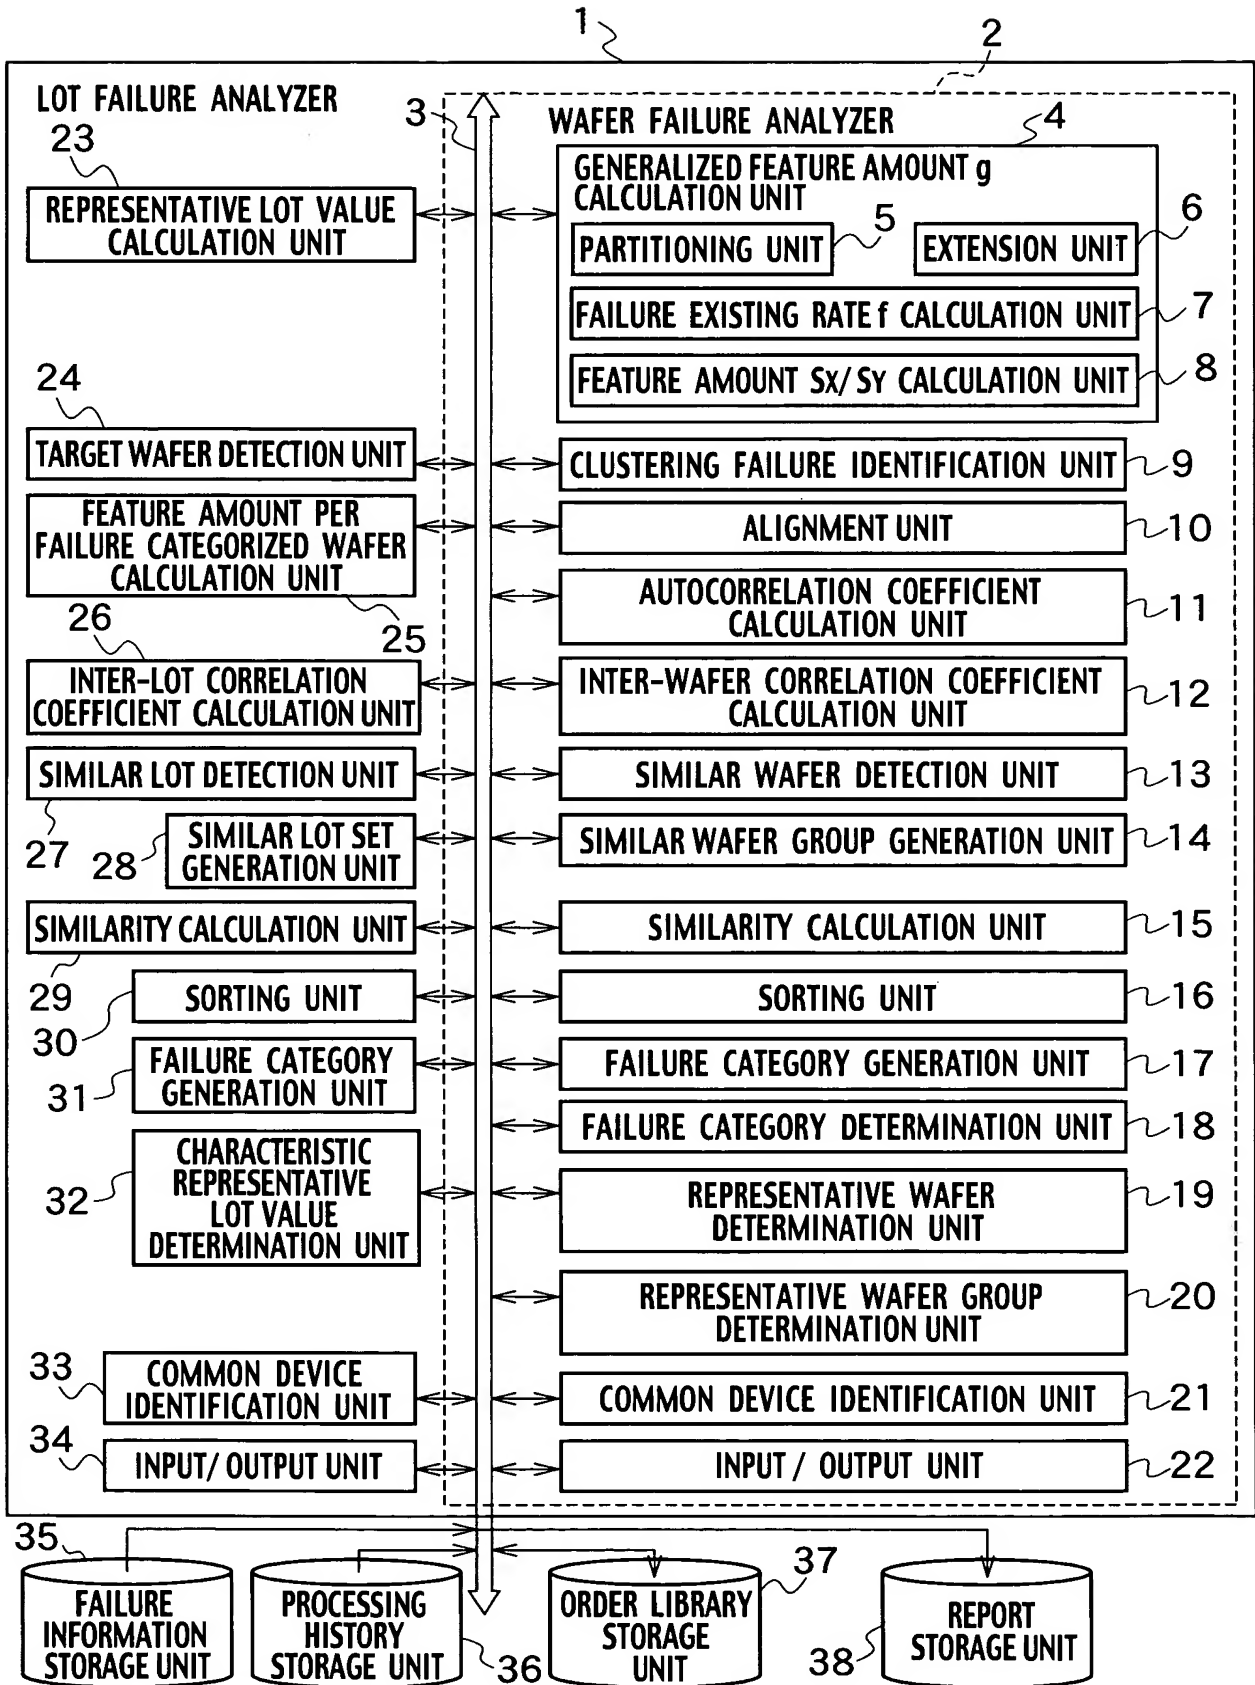 1
2
LOT FAILURE ANALYZER
3
WAFER FAILURE ANALYZER
4
23
REPRESENTATIVE LOT VALUE
CALCULATION UNIT
GENERALIZED FEATURE AMOUNT g
CALCULATION UNIT
PARTITIONING UNIT
5
EXTENSION UNIT
6
FAILURE EXISTING RATE f CALCULATION UNIT
7
FEATURE AMOUNT SX/SY CALCULATION UNIT
8
24
TARGET WAFER DETECTION UNIT
CLUSTERING FAILURE IDENTIFICATION UNIT
9
FEATURE AMOUNT PER
FAILURE CATEGORIZED WAFER
CALCULATION UNIT
25
ALIGNMENT UNIT
10
AUTOCORRELATION COEFFICIENT
CALCULATION UNIT
11
26
INTER-LOT CORRELATION
COEFFICIENT CALCULATION UNIT
INTER-WAFER CORRELATION COEFFICIENT
CALCULATION UNIT
12
SIMILAR LOT DETECTION UNIT
27
SIMILAR WAFER DETECTION UNIT
13
SIMILAR LOT SET
GENERATION UNIT
28
SIMILAR WAFER GROUP GENERATION UNIT
14
SIMILARITY CALCULATION UNIT
29
SIMILARITY CALCULATION UNIT
15
SORTING UNIT
30
SORTING UNIT
16
FAILURE CATEGORY
GENERATION UNIT
31
FAILURE CATEGORY GENERATION UNIT
17
FAILURE CATEGORY DETERMINATION UNIT
18
CHARACTERISTIC
REPRESENTATIVE
LOT VALUE
DETERMINATION UNIT
32
REPRESENTATIVE WAFER
DETERMINATION UNIT
19
REPRESENTATIVE WAFER GROUP
DETERMINATION UNIT
20
33
COMMON DEVICE
IDENTIFICATION UNIT
COMMON DEVICE IDENTIFICATION UNIT
21
34
INPUT/OUTPUT UNIT
INPUT / OUTPUT UNIT
22
35
FAILURE
INFORMATION
STORAGE UNIT
PROCESSING
HISTORY
STORAGE UNIT
36
ORDER LIBRARY
STORAGE
UNIT
37
REPORT
STORAGE UNIT
38